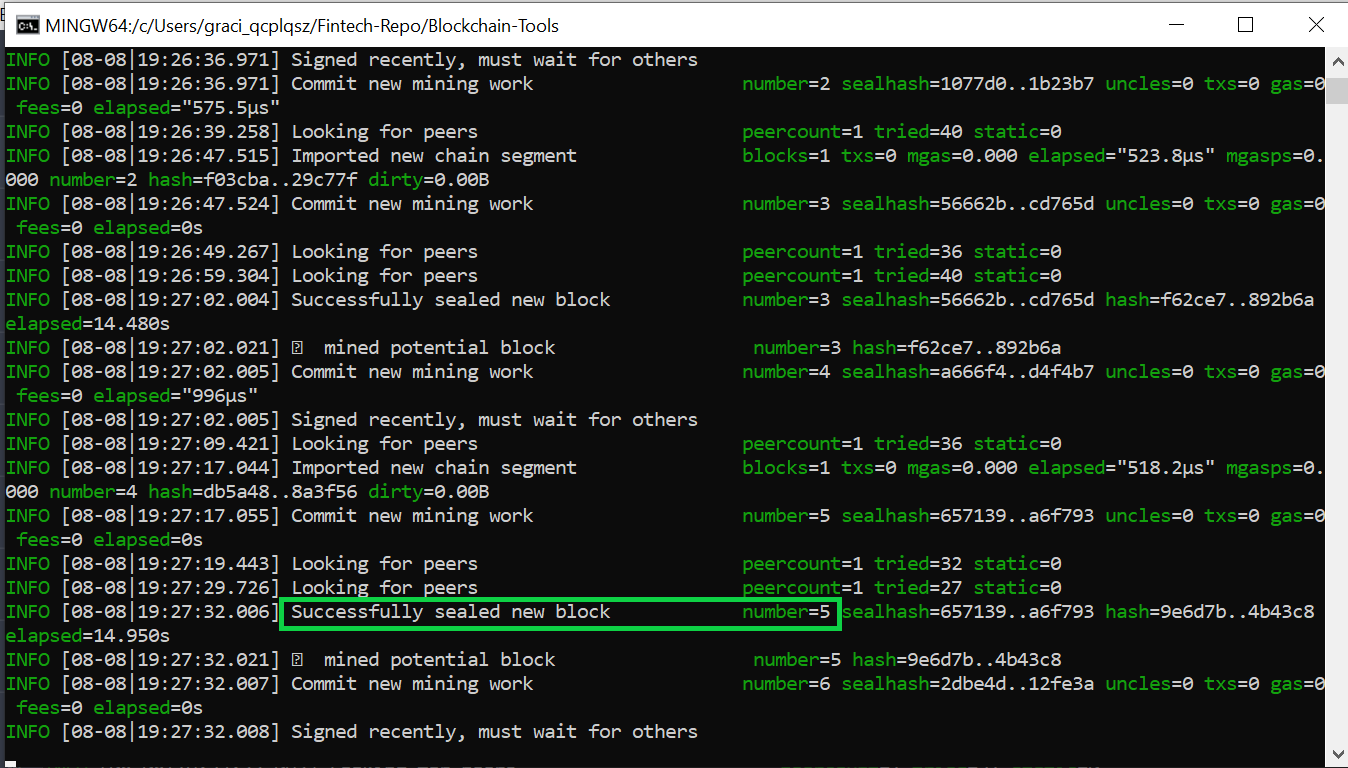 MINGW64:/c/Users/graci_qcplqsz/Fintech-Repo/Blockchain-Tools
INFO [08-08|19:26:36.971] Signed recently, must wait for others
INFO [08-08|19:26:36.971] Commit new mining work number=2 sealhash=1077d0..1b23b7 uncles=0 txs=0 gas=0
fees=0 elapsed="575.5µs"
INFO [08-08|19:26:39.258] Looking for peers peercount=1 tried=40 static=0
INFO [08-08|19:26:47.515] Imported new chain segment blocks=1 txs=0 mgas=0.000 elapsed="523.8µs" mgasps=0.
000 number=2 hash=f03cba..29c77f dirty=0.00B
INFO [08-08|19:26:47.524] Commit new mining work number=3 sealhash=56662b..cd765d uncles=0 txs=0 gas=0
fees=0 elapsed=0s
INFO [08-08|19:26:49.267] Looking for peers peercount=1 tried=36 static=0
INFO [08-08|19:26:59.304] Looking for peers peercount=1 tried=40 static=0
INFO [08-08|19:27:02.004] Successfully sealed new block number=3 sealhash=56662b..cd765d hash=f62ce7..892b6a
elapsed=14.480s
INFO [08-08|19:27:02.021] mined potential block number=3 hash=f62ce7..892b6a
INFO [08-08|19:27:02.005] Commit new mining work number=4 sealhash=a666f4..d4f4b7 uncles=0 txs=0 gas=0
fees=0 elapsed="996µs"
INFO [08-08|19:27:02.005] Signed recently, must wait for others
INFO [08-08|19:27:09.421] Looking for peers peercount=1 tried=36 static=0
INFO [08-08|19:27:17.044] Imported new chain segment blocks=1 txs=0 mgas=0.000 elapsed="518.2µs" mgasps=0.
000 number=4 hash=db5a48..8a3f56 dirty=0.00B
INFO [08-08|19:27:17.055] Commit new mining work number=5 sealhash=657139..a6f793 uncles=0 txs=0 gas=0
fees=0 elapsed=0s
INFO [08-08|19:27:19.443] Looking for peers peercount=1 tried=32 static=0
INFO [08-08|19:27:29.726] Looking for peers peercount=1 tried=27 static=0
INFO [08-08|19:27:32.006] Successfully sealed new block number=5 sealhash=657139..a6f793 hash=9e6d7b..4b43c8
elapsed=14.950s
INFO [08-08|19:27:32.021] mined potential block number=5 hash=9e6d7b..4b43c8
INFO [08-08|19:27:32.007] Commit new mining work number=6 sealhash=2dbe4d..12fe3a uncles=0 txs=0 gas=0
fees=0 elapsed=0s
INFO [08-08|19:27:32.008] Signed recently, must wait for others